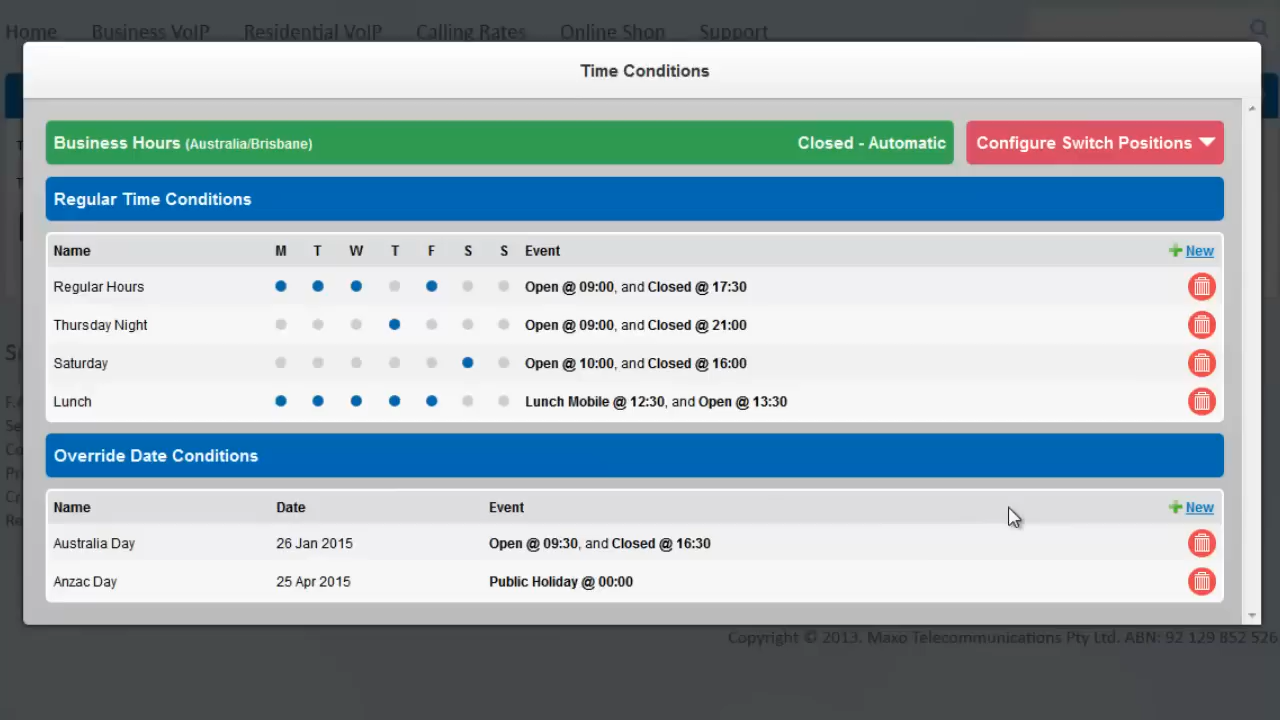 Home Business VoIP Residential VoIP Calling Rates Online Shop Support
Time Conditions
Business Hours (Australia/Brisbane) Closed - Automatic Configure Switch Positions
Regular Time Conditions
Name M T W T F S S Event New
Regular Hours Open @ 09:00, and Closed @ 17:30
Thursday Night Open @ 09:00, and Closed @ 21:00
Saturday Open @ 10:00, and Closed @ 16:00
Lunch Lunch Mobile @ 12:30, and Open @ 13:30
Override Date Conditions
Name Date Event New
Australia Day 26 Jan 2015 Open @ 09:30, and Closed @ 16:30
Anzac Day 25 Apr 2015 Public Holiday @ 00:00
Copyright © 2013. Maxo Telecommunications Pty Ltd. ABN: 92 129 852 526